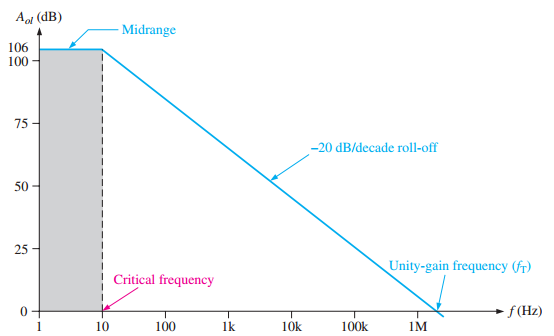 A_ol (dB)
Midrange
106
100
75
–20 dB/decade roll-off
50
25
Unity-gain frequency (f_T)
Critical frequency
0
f (Hz)
1 10 100 1k 10k 100k 1M